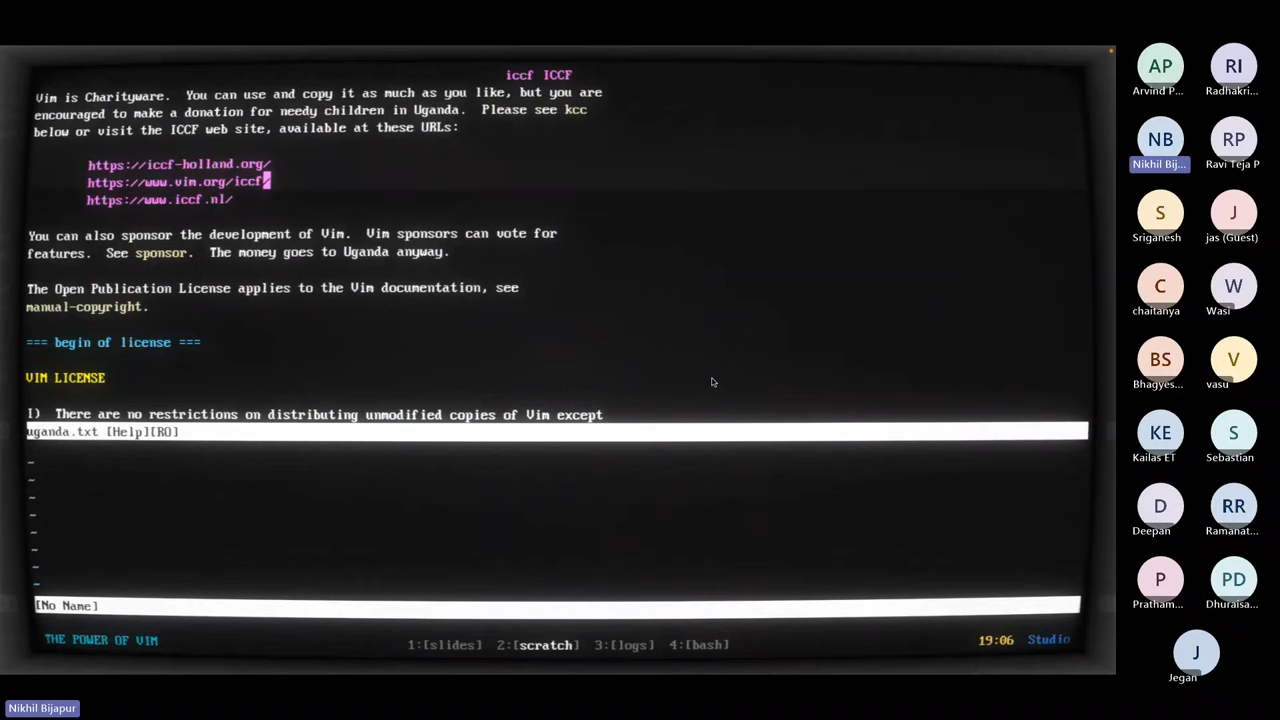 iccf ICCF
Vim is Charityware. You can use and copy it as much as you like, but you are
encouraged to make a donation for needy children in Uganda. Please see kcc
below or visit the ICCF web site, available at these URLs:
https://iccf-holland.org/
https://www.vim.org/iccf/
https://www.iccf.nl/
You can also sponsor the development of Vim. Vim sponsors can vote for
features. See sponsor. The money goes to Uganda anyway.
The Open Publication License applies to the Vim documentation, see
manual-copyright.
=== begin of license ===
VIM LICENSE
I) There are no restrictions on distributing unmodified copies of Vim except
uganda.txt [Help][RO]
~
~
~
~
~
~
~
~
[No Name]
THE POWER OF VIM 1:[slides] 2:[scratch] 3:[logs] 4:[bash] 19:06 Studio
AP RI
Arvind P... Radhakri...
NB RP
Nikhil Bij... Ravi Teja P
S J
Sriganesh jas (Guest)
C W
chaitanya Wasi
BS V
Bhagyes... vasu
KE S
Kailas ET Sebastian
D RR
Deepan Ramanat...
P PD
Pratham... Dhuraisa...
J
Jegan
Nikhil Bijapur